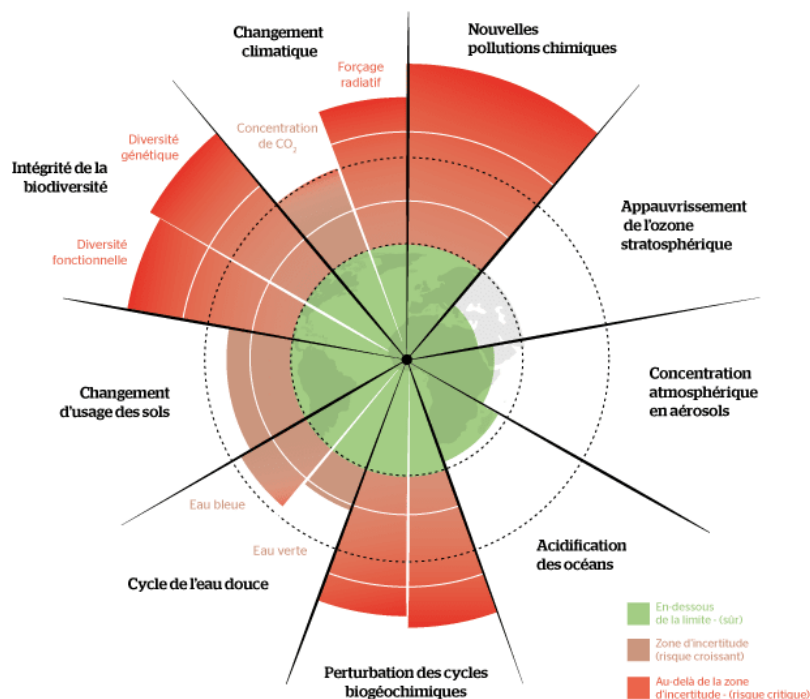 Changement
climatique
Nouvelles
pollutions chimiques
Forçage
radiatif
Concentration
de CO₂
Diversité
génétique
Intégrité de la
biodiversité
Diversité
fonctionnelle
Appauvrissement
de l'ozone
stratosphérique
Changement
d'usage des sols
Concentration
atmosphérique
en aérosols
Eau bleue
Eau verte
Cycle de l'eau douce
Acidification
des océans
Perturbation des cycles
biogéochimiques
En-dessous
de la limite - (sûr)
Zone d'incertitude
(risque croissant)
Au-delà de la zone
d'incertitude - (risque critique)